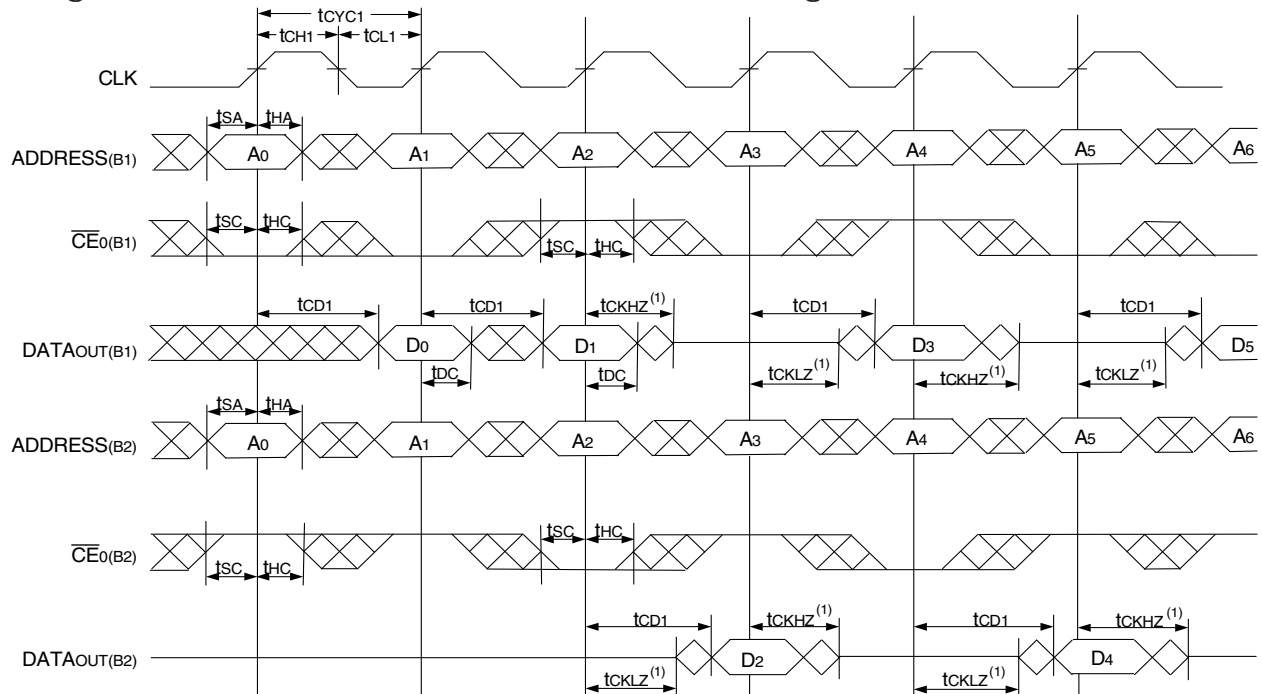 tCYC1
tCH1 tCL1
CLK
tSA tHA
ADDRESS(B1) A0 A1 A2 A3 A4 A5 A6
tSC tHC
CE0(B1) tSC tHC
tCD1 tCD1 tCKHZ(1) tCD1 tCD1
DATAOUT(B1) D0 D1 D3 D5
tDC tDC tCKLZ(1) tCKHZ(1) tCKLZ(1)
tSA tHA
ADDRESS(B2) A0 A1 A2 A3 A4 A5 A6
tSC tHC
CE0(B2)
tSC tHC
tCD1 tCKHZ(1) tCD1 tCKHZ(1)
DATAOUT(B2) D2 D4
tCKLZ(1) tCKLZ(1)